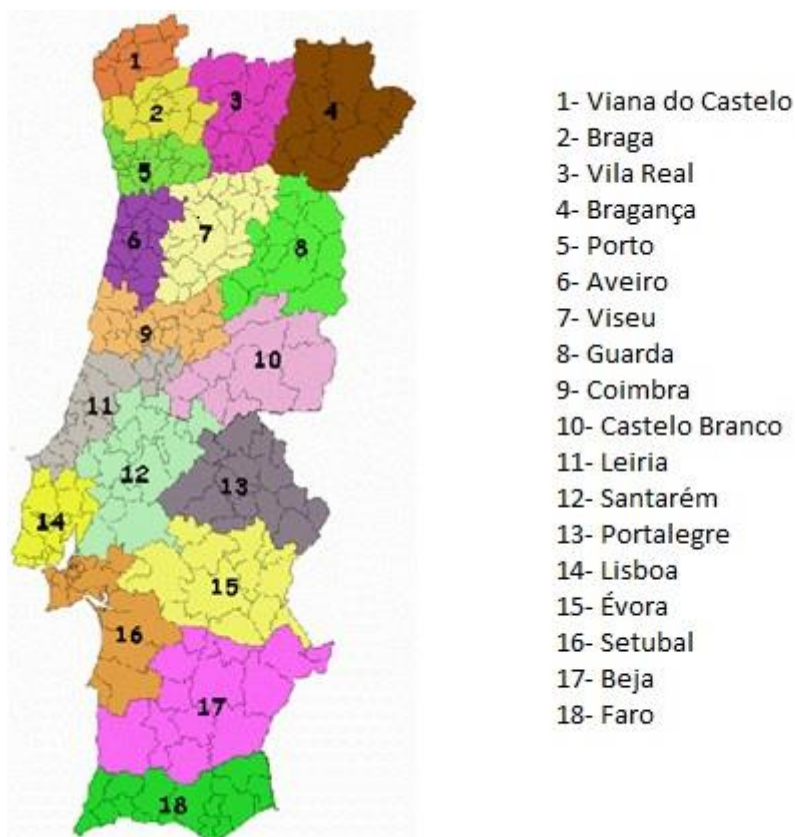 1
2
3
4
5
6
7
8
9
10
11
12
13
14
15
16
17
18
1- Viana do Castelo
2- Braga
3- Vila Real
4- Bragança
5- Porto
6- Aveiro
7- Viseu
8- Guarda
9- Coimbra
10- Castelo Branco
11- Leiria
12- Santarém
13- Portalegre
14- Lisboa
15- Évora
16- Setubal
17- Beja
18- Faro